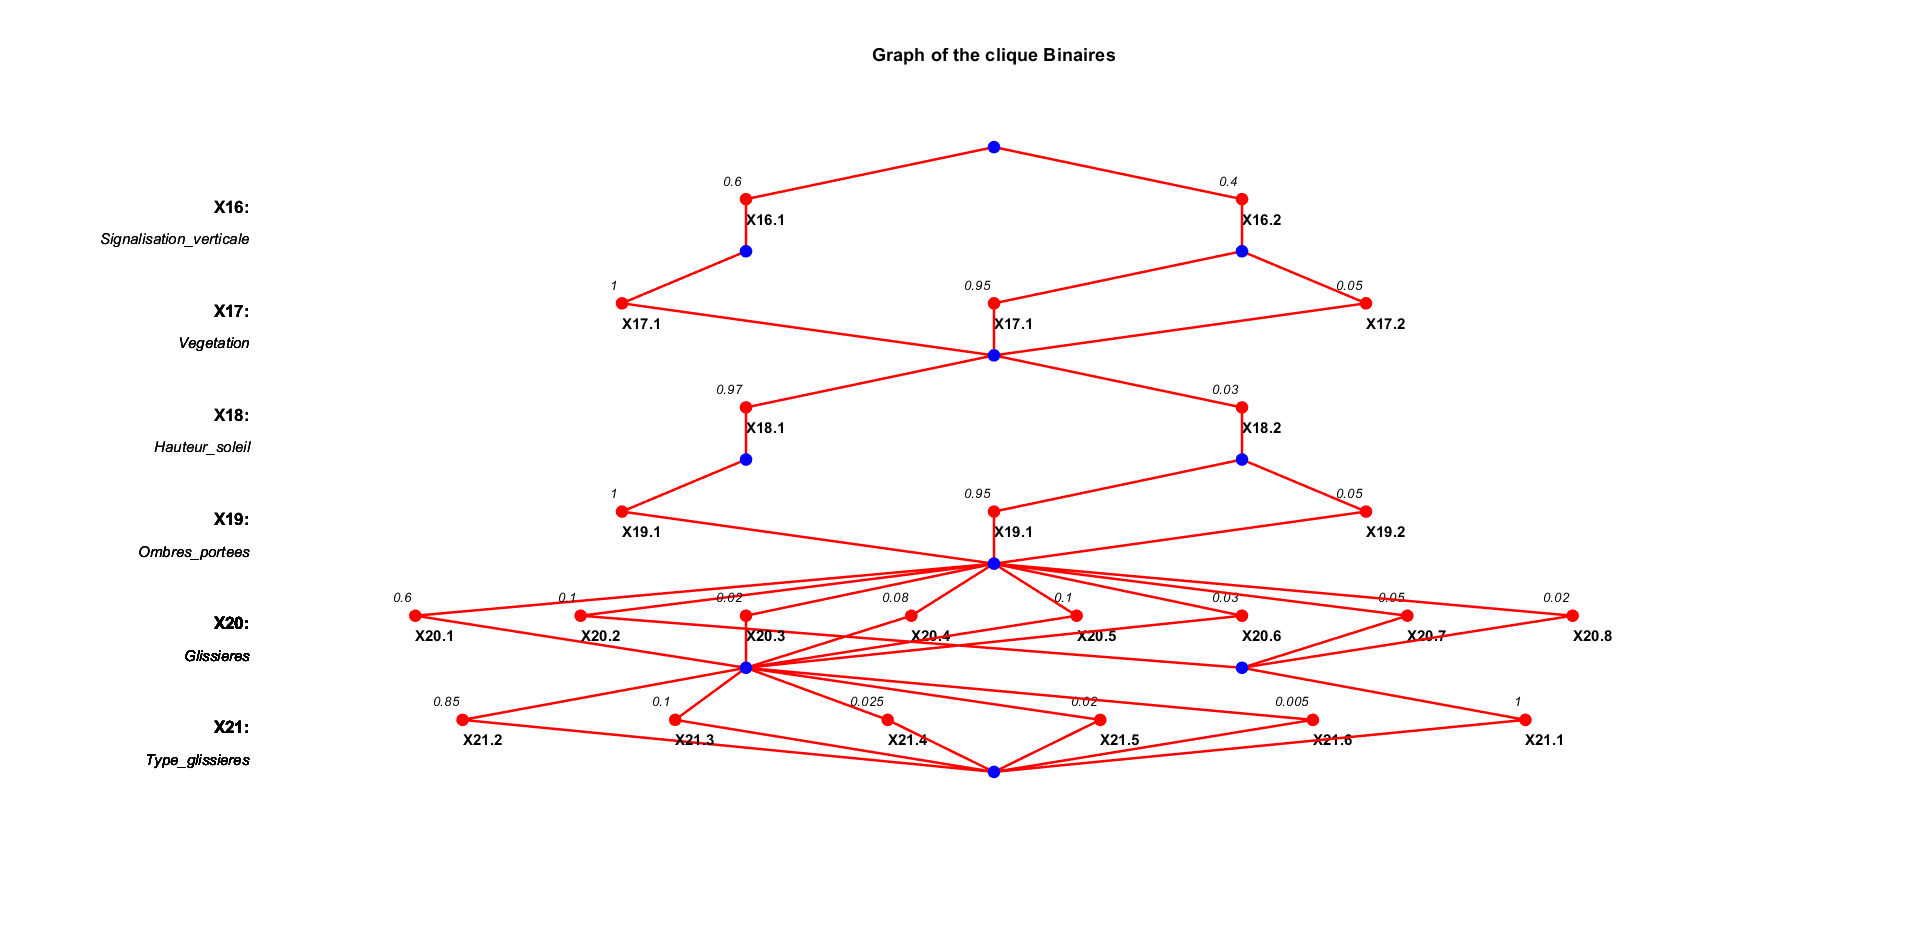 Graph of the clique Binaires
0.6 0.4
X16: X16.1 X16.2
Signalisation_verticale
1 0.95 0.05
X17: X17.1 X17.1 X17.2
Vegetation
0.97 0.03
X18: X18.1 X18.2
Hauteur_soleil
1 0.95 0.05
X19: X19.1 X19.1 X19.2
Ombres_portees
0.6 0.1 0.02 0.08 0.1 0.03 0.05 0.02
X20: X20.1 X20.2 X20.3 X20.4 X20.5 X20.6 X20.7 X20.8
Glissieres
0.85 0.1 0.025 0.02 0.005 1
X21: X21.2 X21.3 X21.4 X21.5 X21.6 X21.1
Type_glissieres